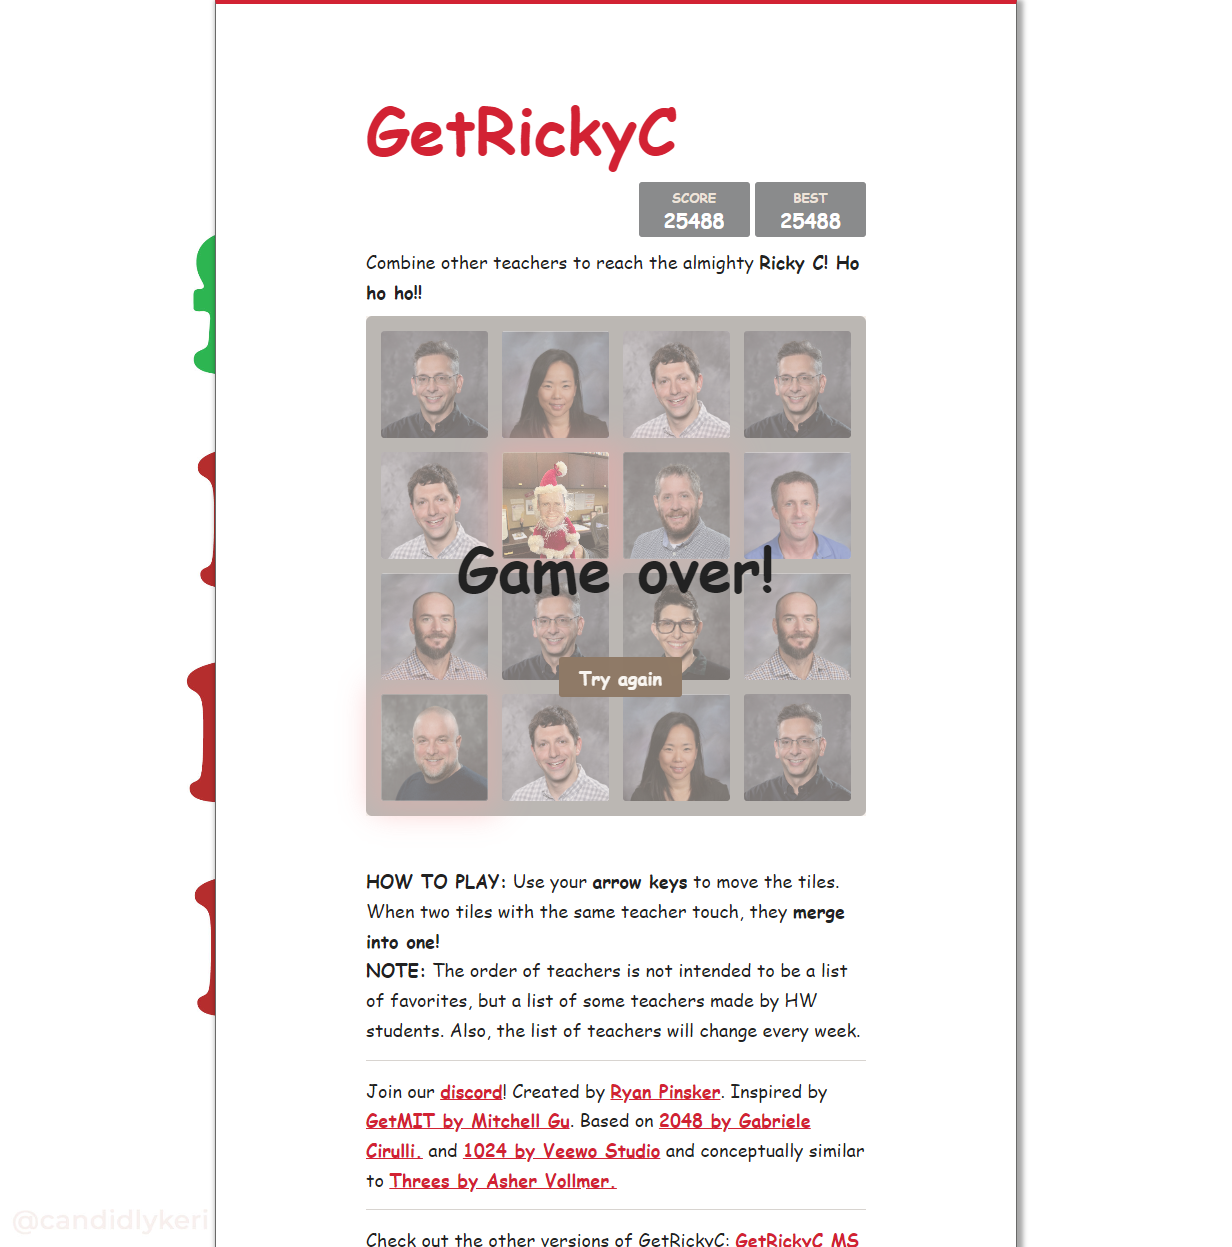 GetRickyC
SCORE BEST
25488 25488
Combine other teachers to reach the almighty Ricky C! Ho
ho ho!!
Game over!
Try again
HOW TO PLAY: Use your arrow keys to move the tiles.
When two tiles with the same teacher touch, they merge
into one!
NOTE: The order of teachers is not intended to be a list
of favorites, but a list of some teachers made by HW
students. Also, the list of teachers will change every week.
Join our discord! Created by Ryan Pinsker. Inspired by
GetMIT by Mitchell Gu. Based on 2048 by Gabriele
Cirulli. and 1024 by Veewo Studio and conceptually similar
to Threes by Asher Vollmer.
@candidlykeri
Check out the other versions of GetRickyC: GetRickyC MS